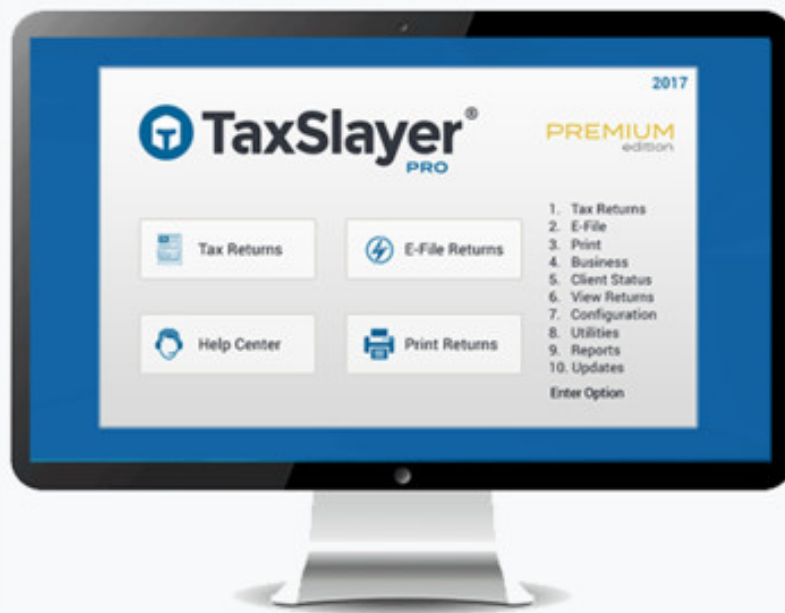 2017
TaxSlayer®
PRO
PREMIUM
edition
Tax Returns
E-File Returns
Help Center
Print Returns
1. Tax Returns
2. E-File
3. Print
4. Business
5. Client Status
6. View Returns
7. Configuration
8. Utilities
9. Reports
10. Updates
Enter Option